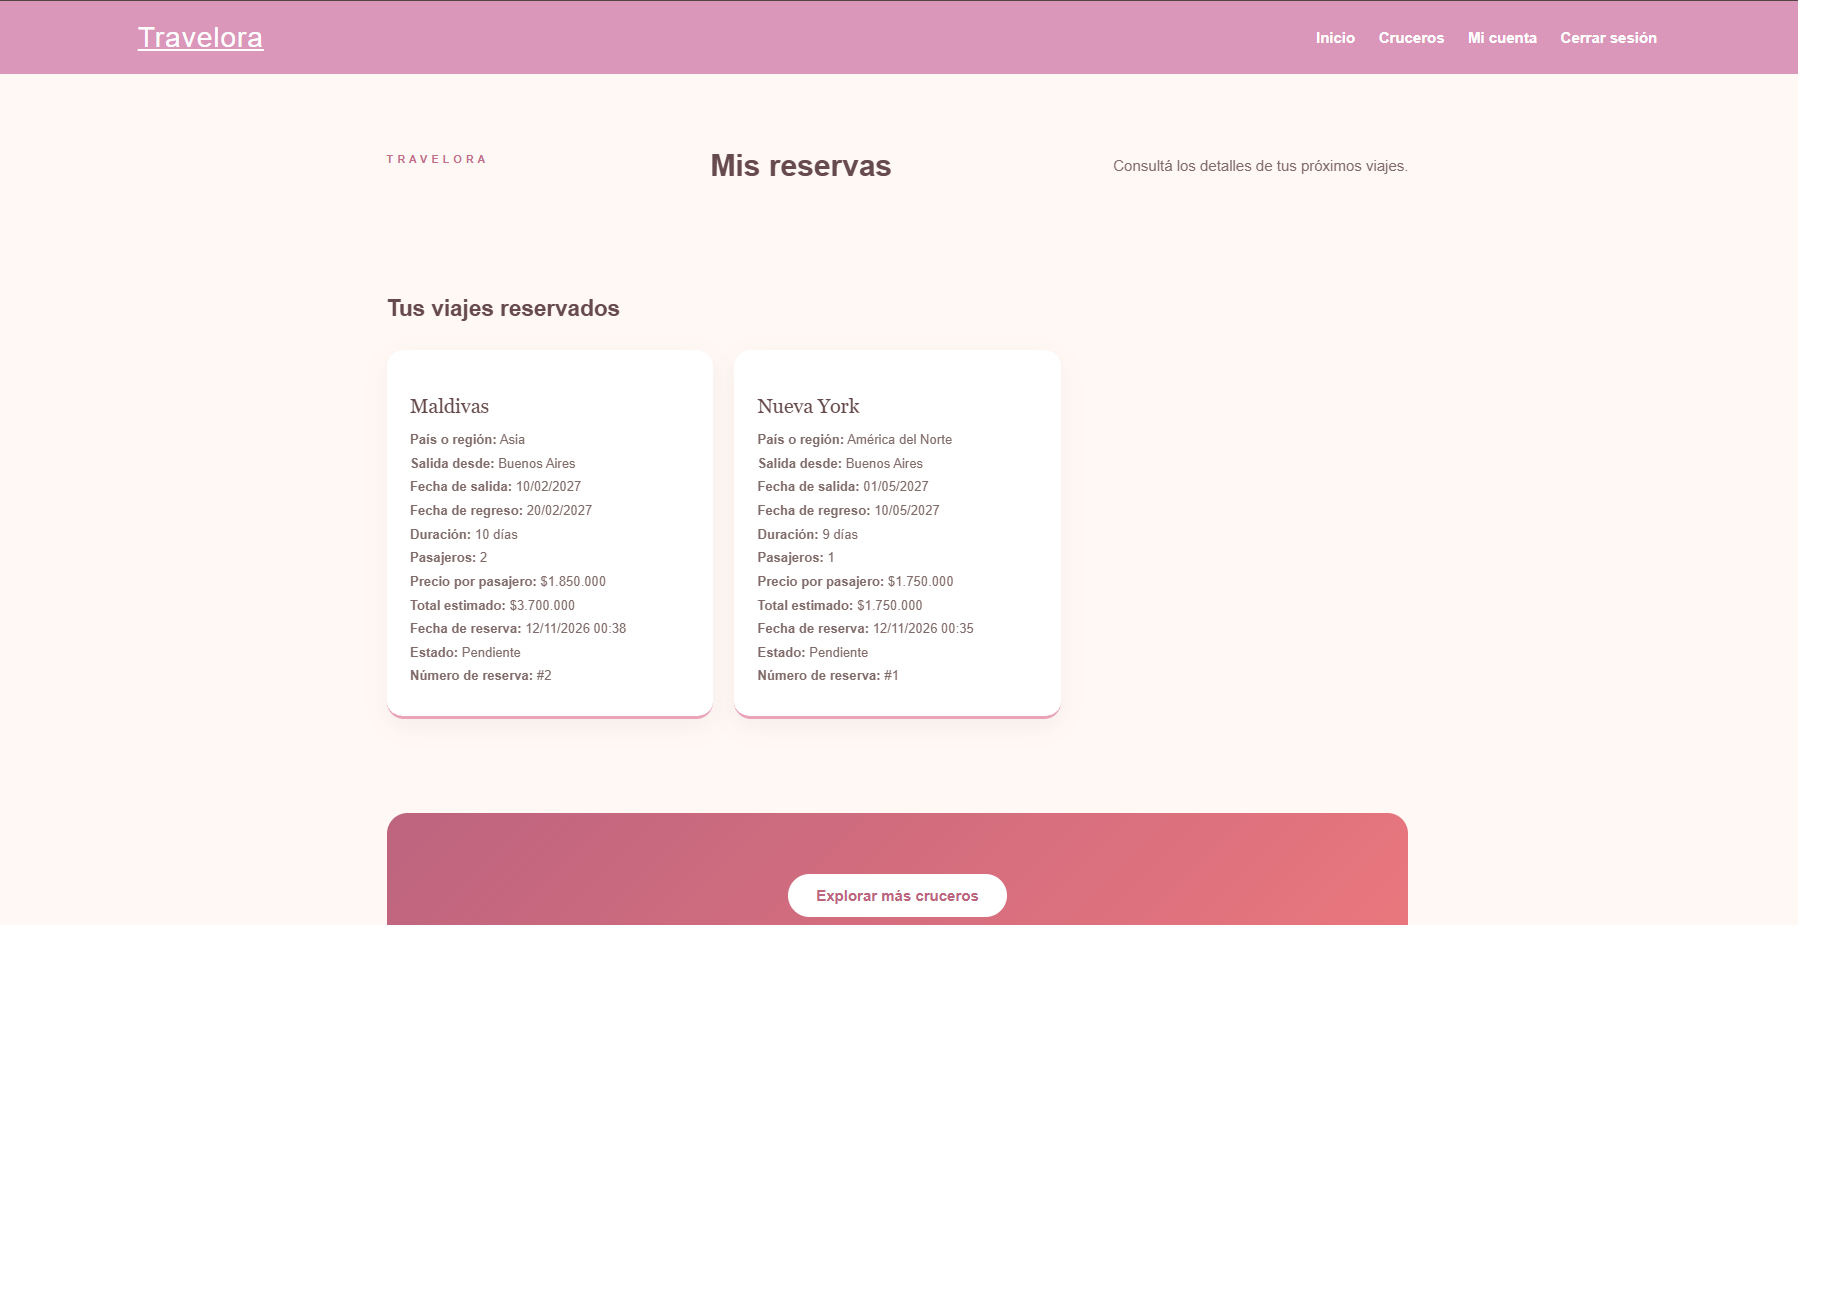 Travelora
Inicio Cruceros Mi cuenta Cerrar sesión
TRAVELORA
Mis reservas
Consultá los detalles de tus próximos viajes.
Tus viajes reservados
Maldivas
País o región: Asia
Salida desde: Buenos Aires
Fecha de salida: 10/02/2027
Fecha de regreso: 20/02/2027
Duración: 10 días
Pasajeros: 2
Precio por pasajero: $1.850.000
Total estimado: $3.700.000
Fecha de reserva: 12/11/2026 00:38
Estado: Pendiente
Número de reserva: #2
Nueva York
País o región: América del Norte
Salida desde: Buenos Aires
Fecha de salida: 01/05/2027
Fecha de regreso: 10/05/2027
Duración: 9 días
Pasajeros: 1
Precio por pasajero: $1.750.000
Total estimado: $1.750.000
Fecha de reserva: 12/11/2026 00:35
Estado: Pendiente
Número de reserva: #1
Explorar más cruceros